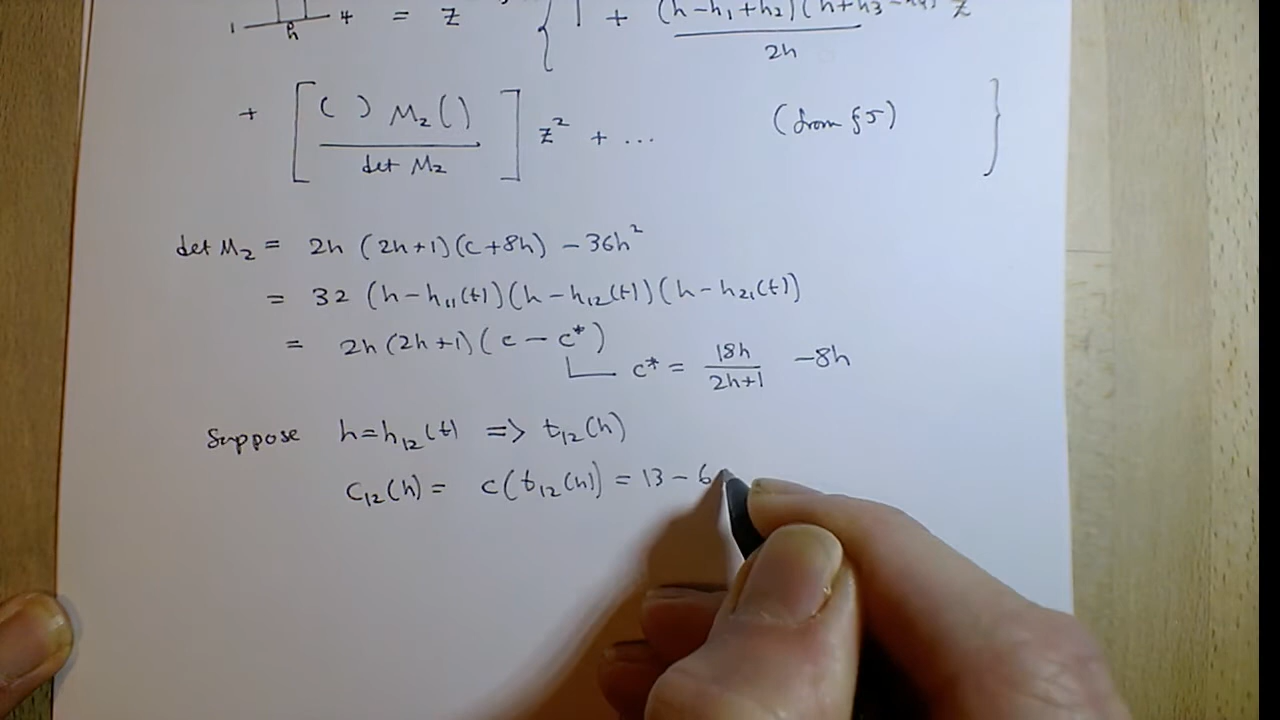 1 h 4 = z { 1 + (h-h₁+h₂)(h+h₃-h₄) z / 2h
+ [ ( ) M₂ ( ) / det M₂ ] z² + ... (from §5) }
det M₂ = 2h (2h+1)(c+8h) - 36h²
= 32 (h-h₁₁(t))(h-h₁₂(t))(h-h₂₁(t))
= 2h (2h+1)(c - c*)
c* = 18h / 2h+1 - 8h
Suppose h=h₁₂(t) => t₁₂(h)
c₁₂(h) = c(t₁₂(h)) = 13 - 6